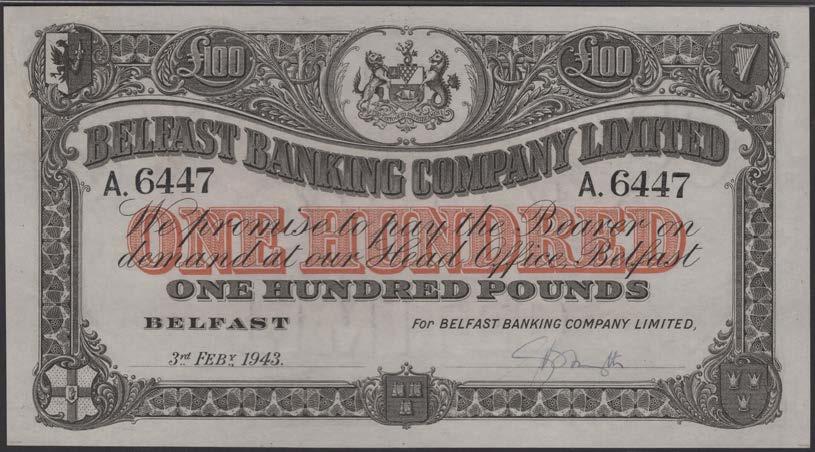 £100 £100
BELFAST BANKING COMPANY LIMITED
A. 6447 A. 6447
ONE HUNDRED
We promise to pay the Bearer on
demand at our Head Office, Belfast
ONE HUNDRED POUNDS
BELFAST For BELFAST BANKING COMPANY LIMITED,
3rd FEBY 1943.